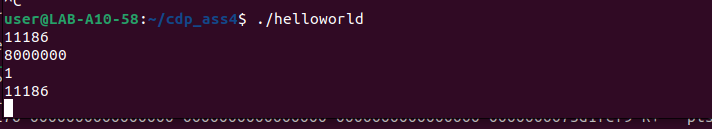 ^C
user@LAB-A10-58:~/cdp_ass4$ ./helloworld
11186
8000000
1
11186